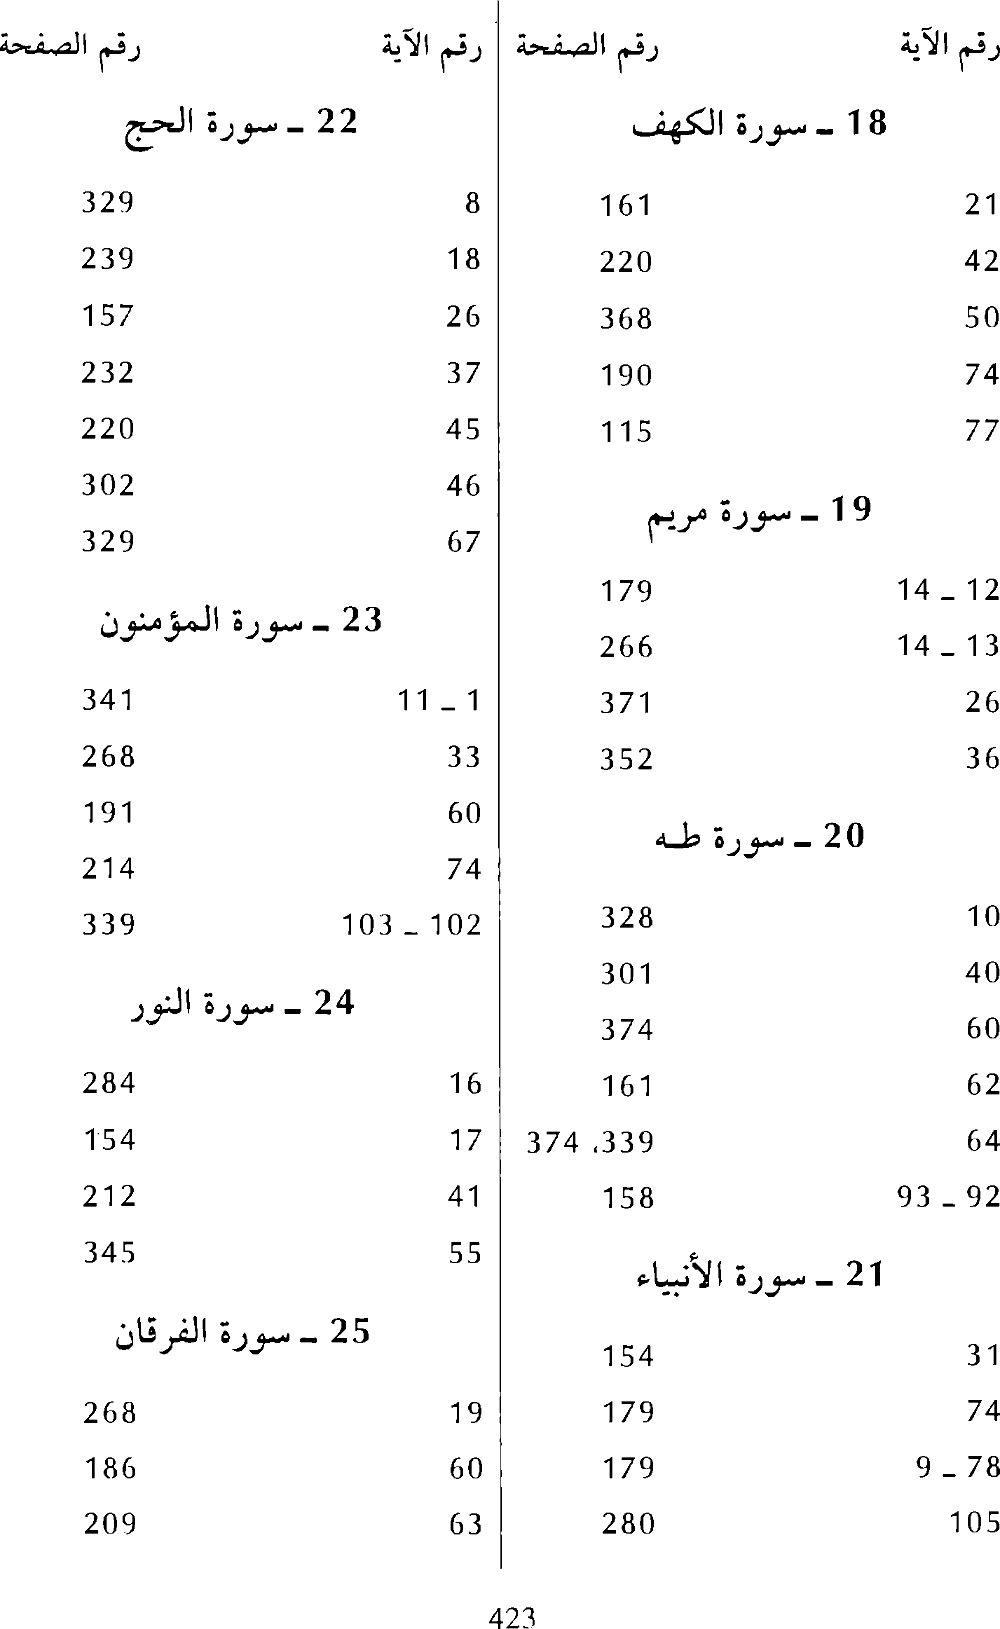 رقم الآية رقم الصفحة
18 ـ سورة الكهف
21 161
42 220
50 368
74 190
77 115
19 ـ سورة مريم
12 ـ 14 179
13 ـ 14 266
26 371
36 352
20 ـ سورة طـه
10 328
40 301
60 374
62 161
64 339، 374
92 ـ 93 158
21 ـ سورة الأنبياء
31 154
74 179
78 ـ 9 179
105 280
رقم الآية رقم الصفحة
22 ـ سورة الحج
8 329
18 239
26 157
37 232
45 220
46 302
67 329
23 ـ سورة المؤمنون
1 ـ 11 341
33 268
60 191
74 214
102 ـ 103 339
24 ـ سورة النور
16 284
17 154
41 212
55 345
25 ـ سورة الفرقان
19 268
60 186
63 209
423